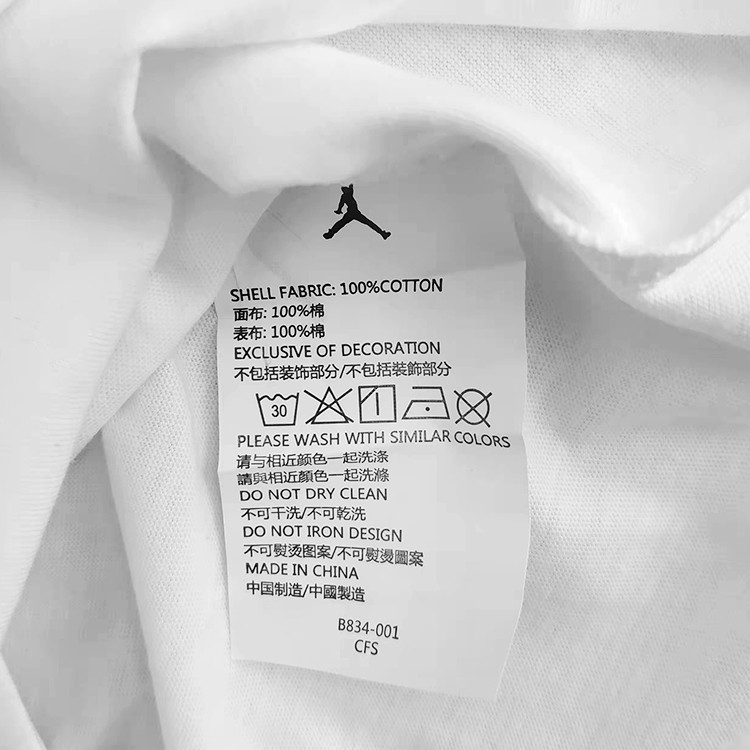 SHELL FABRIC: 100%COTTON
面布: 100%棉
表布: 100%棉
EXCLUSIVE OF DECORATION
不包括装饰部分/不包括裝飾部分
30
PLEASE WASH WITH SIMILAR COLORS
请与相近颜色一起洗涤
請與相近顏色一起洗滌
DO NOT DRY CLEAN
不可干洗/不可乾洗
DO NOT IRON DESIGN
不可熨烫图案/不可熨燙圖案
MADE IN CHINA
中国制造/中國製造
B834-001
CFS